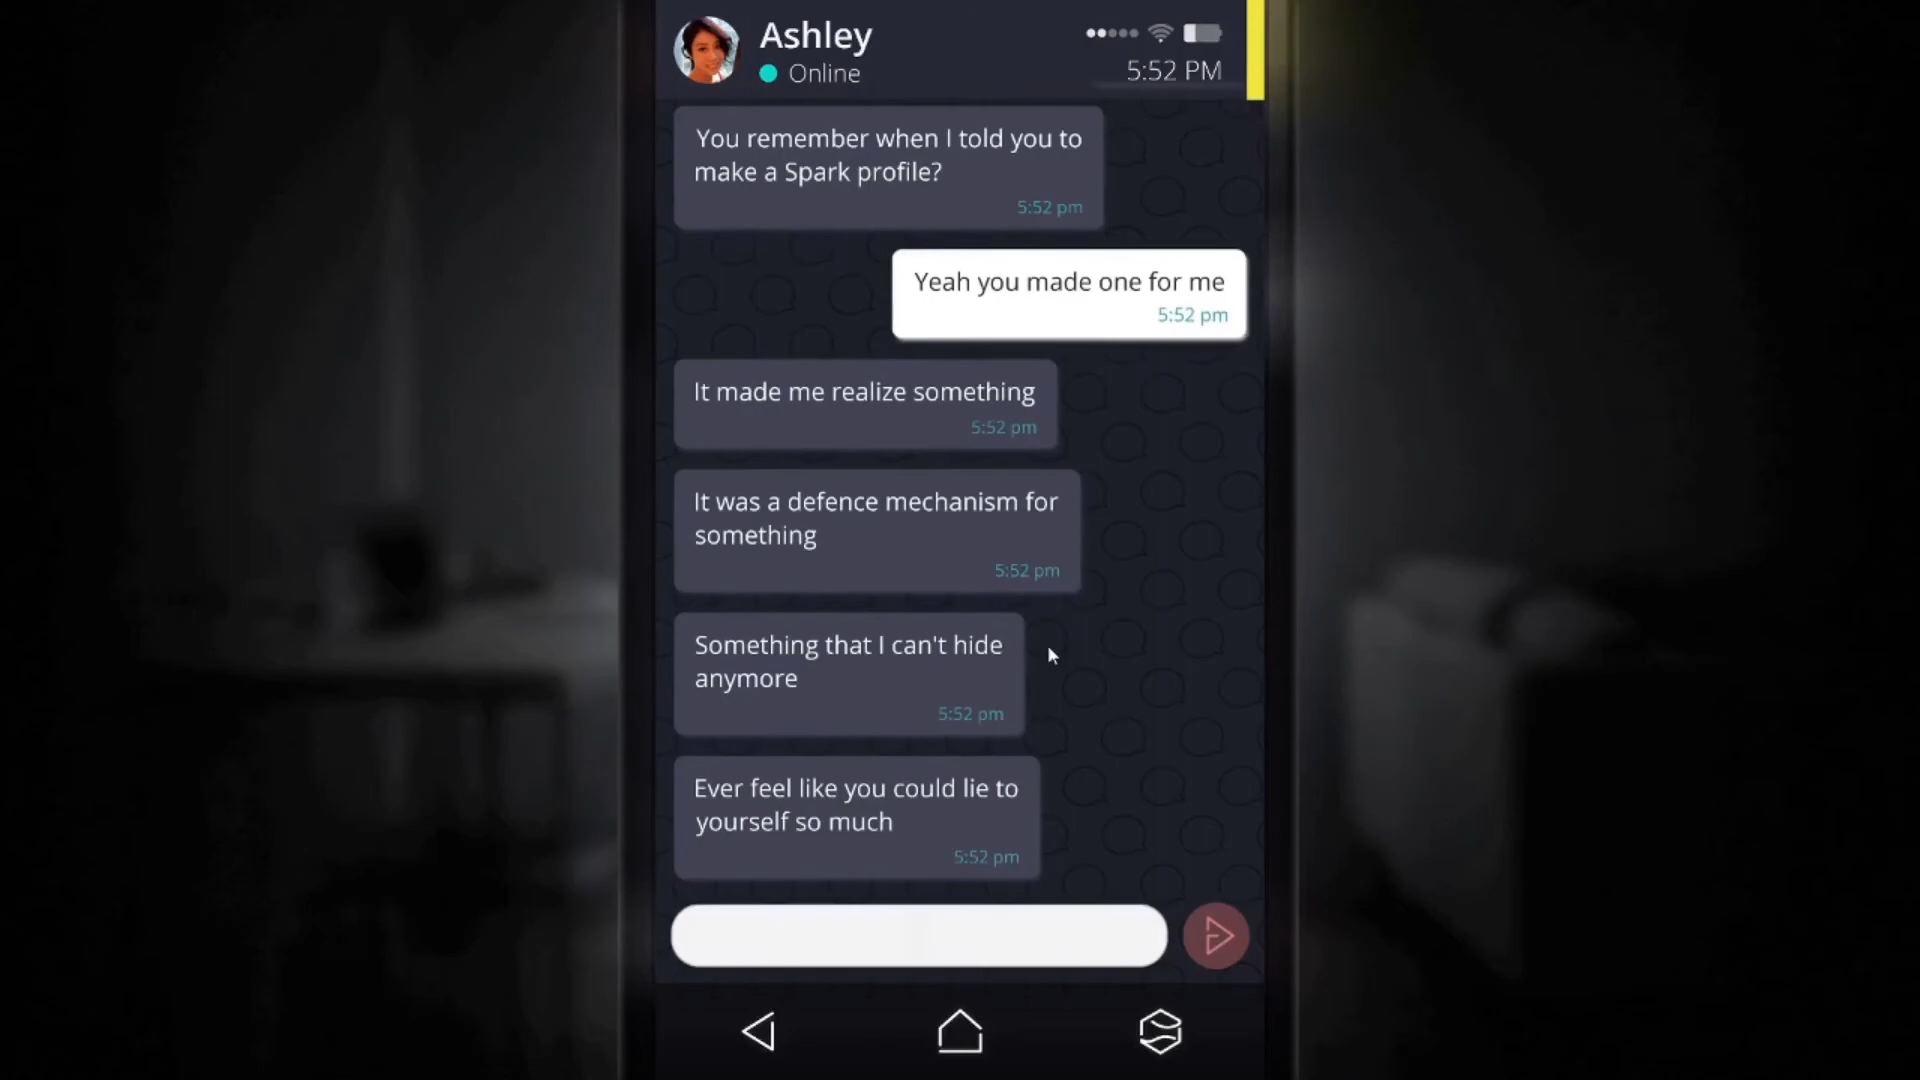 Ashley
Online
5:52 PM
You remember when I told you to
make a Spark profile?
5:52 pm
Yeah you made one for me
5:52 pm
It made me realize something
5:52 pm
It was a defence mechanism for
something
5:52 pm
Something that I can't hide
anymore
5:52 pm
Ever feel like you could lie to
yourself so much
5:52 pm